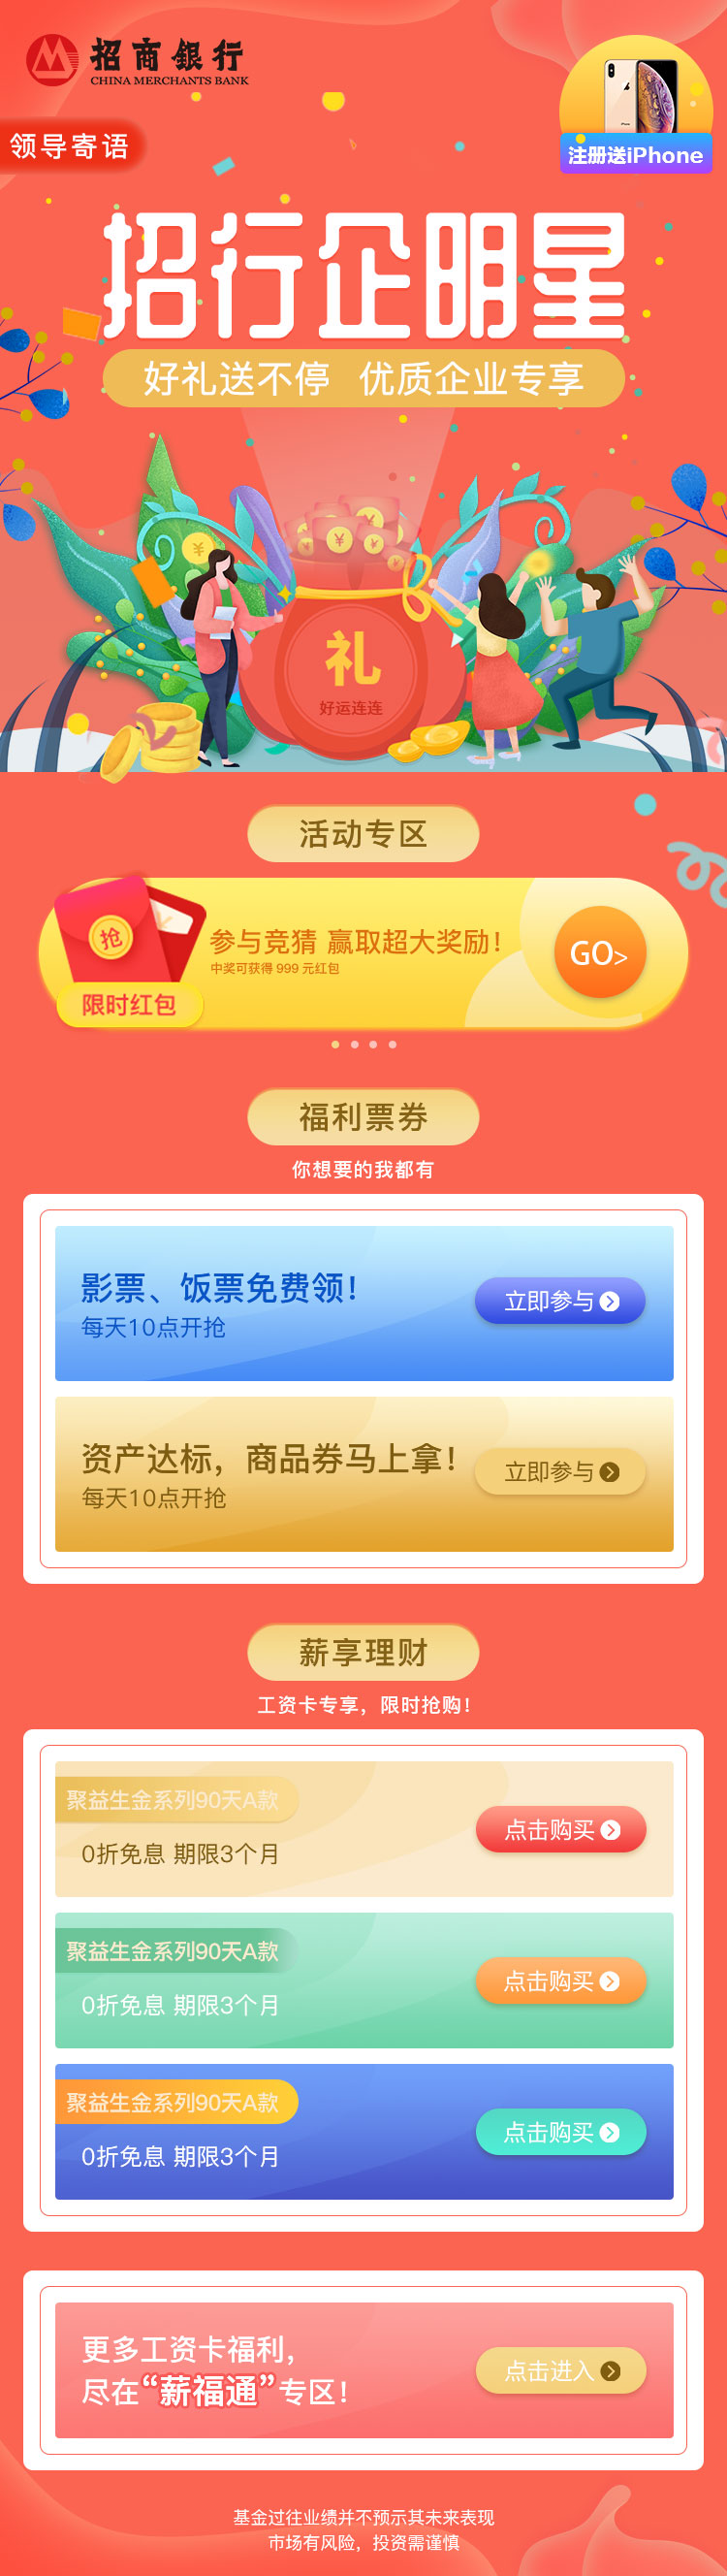 招商银行
CHINA MERCHANTS BANK
领导寄语
注册送iPhone
招行企明星
好礼送不停 优质企业专享
礼
好运连连
活动专区
抢
限时红包
参与竞猜 赢取超大奖励！
中奖可获得 999 元红包
GO>
福利票券
你想要的我都有
影票、饭票免费领！
每天10点开抢
立即参与
资产达标，商品券马上拿！
每天10点开抢
立即参与
薪享理财
工资卡专享，限时抢购！
聚益生金系列90天A款
0折免息 期限3个月
点击购买
聚益生金系列90天A款
0折免息 期限3个月
点击购买
聚益生金系列90天A款
0折免息 期限3个月
点击购买
更多工资卡福利，
尽在“薪福通”专区！
点击进入
基金过往业绩并不预示其未来表现
市场有风险，投资需谨慎